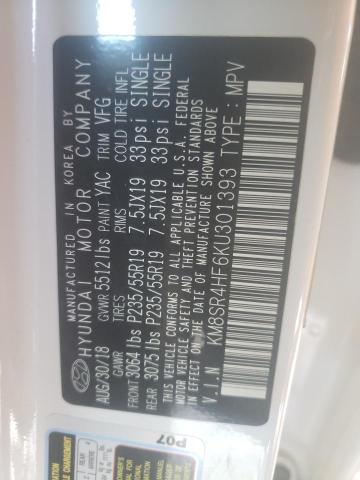 MANUFACTURED IN KOREA BY
HYUNDAI MOTOR COMPANY
AUG/30/18 GVWR 5512lbs PAINT YAC TRIM VFG
GAWR TIRES RIMS COLD TIRE INFL
FRONT 3064lbs P235/55R19 7.5JX19 33psi SINGLE
REAR 3075lbs P235/55R19 7.5JX19 33psi SINGLE
THIS VEHICLE CONFORMS TO ALL APPLICABLE U.S.A. FEDERAL
MOTOR VEHICLE SAFETY AND THEFT PREVENTION STANDARDS
IN EFFECT ON THE DATE OF MANUFACTURE SHOWN ABOVE
V.I.N KM8SR4HF6KU301393 TYPE : MPV
P07